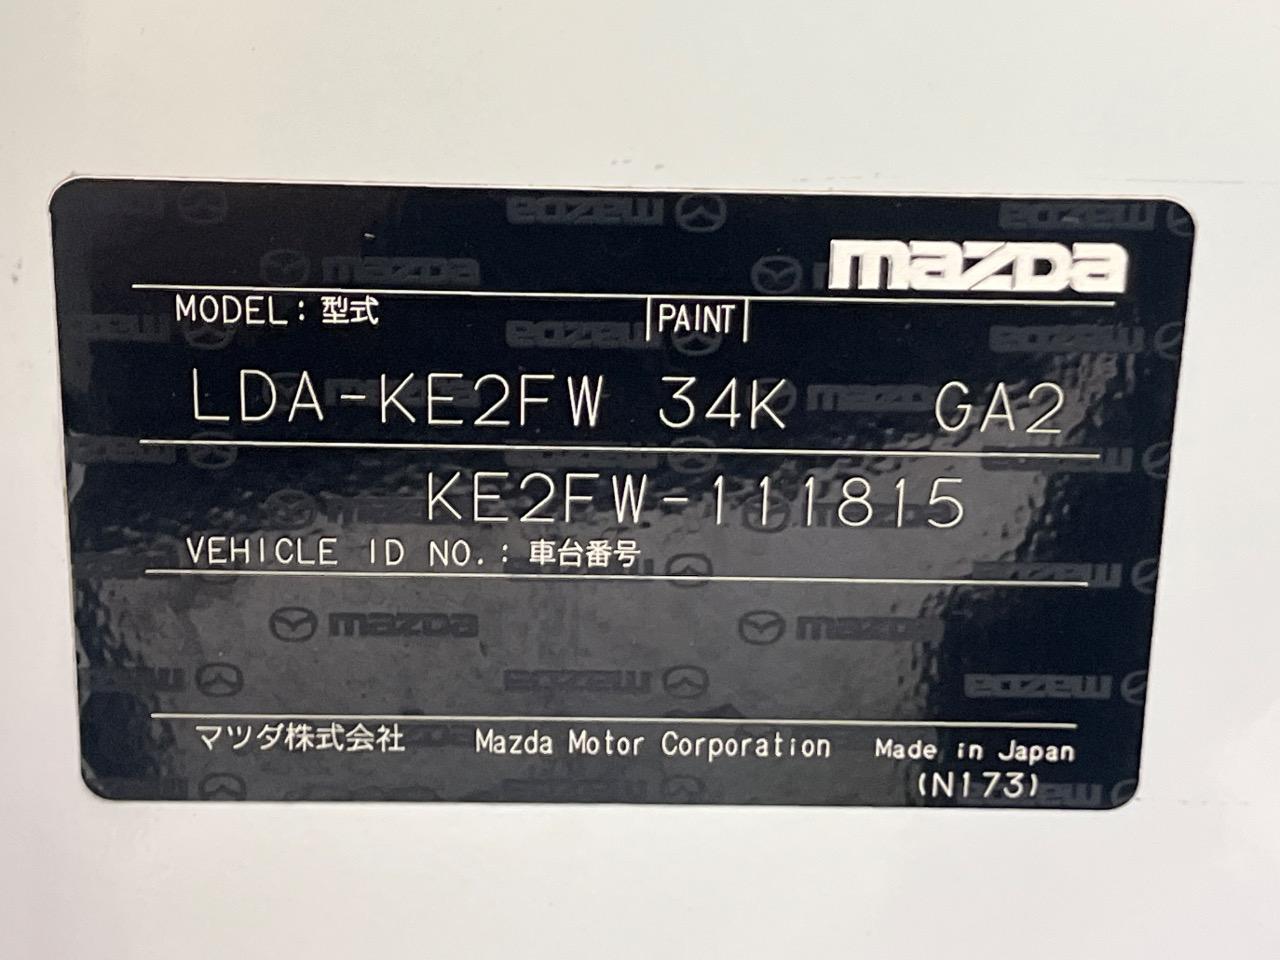 mazda
MODEL: 型式 PAINT
LDA-KE2FW 34K GA2
KE2FW-111815
VEHICLE ID NO.: 車台番号
マツダ株式会社 Mazda Motor Corporation Made in Japan
(N173)